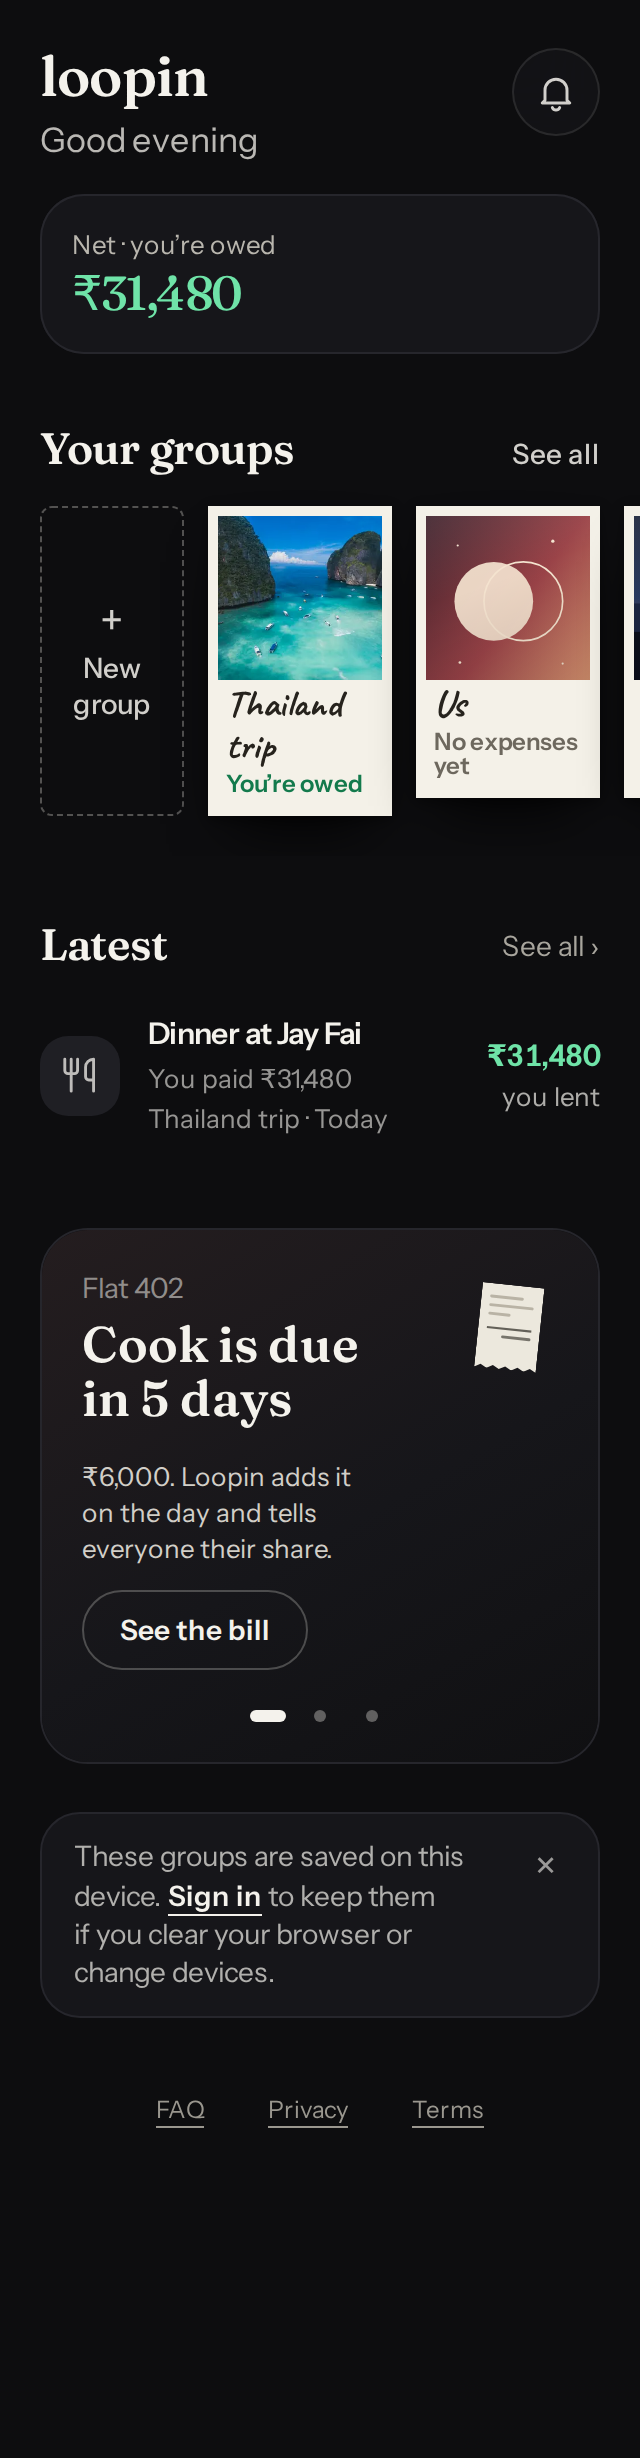 loopin
Good evening
Net · you’re owed
₹31,480
Your groups
See all
+
New
group
Thailand
trip
You’re owed
Us
No expenses
yet
Latest
See all ›
Dinner at Jay Fai
You paid ₹31,480
Thailand trip · Today
₹31,480
you lent
Flat 402
Cook is due
in 5 days
₹6,000. Loopin adds it
on the day and tells
everyone their share.
See the bill
These groups are saved on this
device. Sign in to keep them
if you clear your browser or
change devices.
×
FAQ
Privacy
Terms